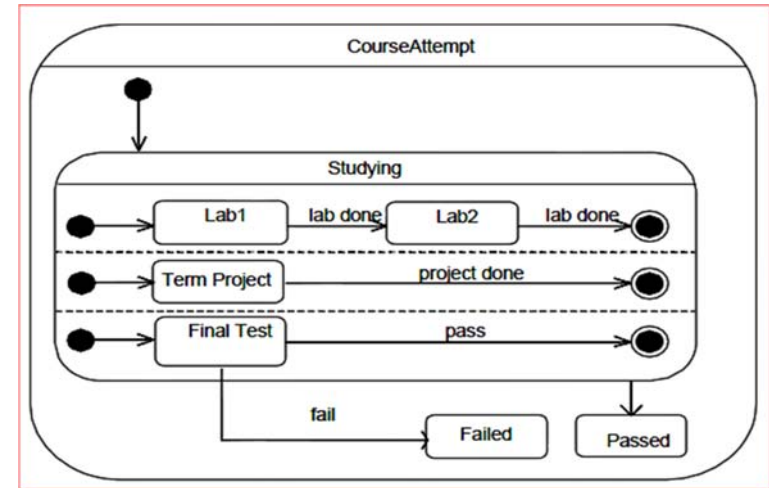 CourseAttempt
Studying
Lab1 lab done Lab2 lab done
Term Project project done
Final Test pass
fail Failed Passed